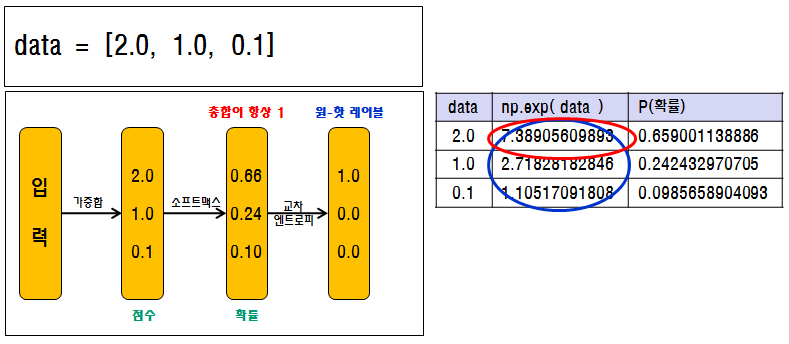 data = [2.0, 1.0, 0.1]
총합이 항상 1
원-핫 레이블
입
력
가중합
2.0
1.0
0.1
소프트맥스
0.66
0.24
0.10
교차
엔트로피
1.0
0.0
0.0
점수
확률
data np.exp( data ) P(확률)
2.0 7.38905609893 0.659001138886
1.0 2.71828182846 0.242432970705
0.1 1.10517091808 0.0985658904093